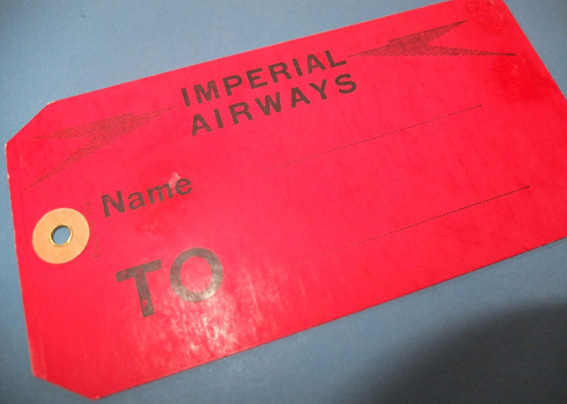 IMPERIAL
AIRWAYS
Name
TO